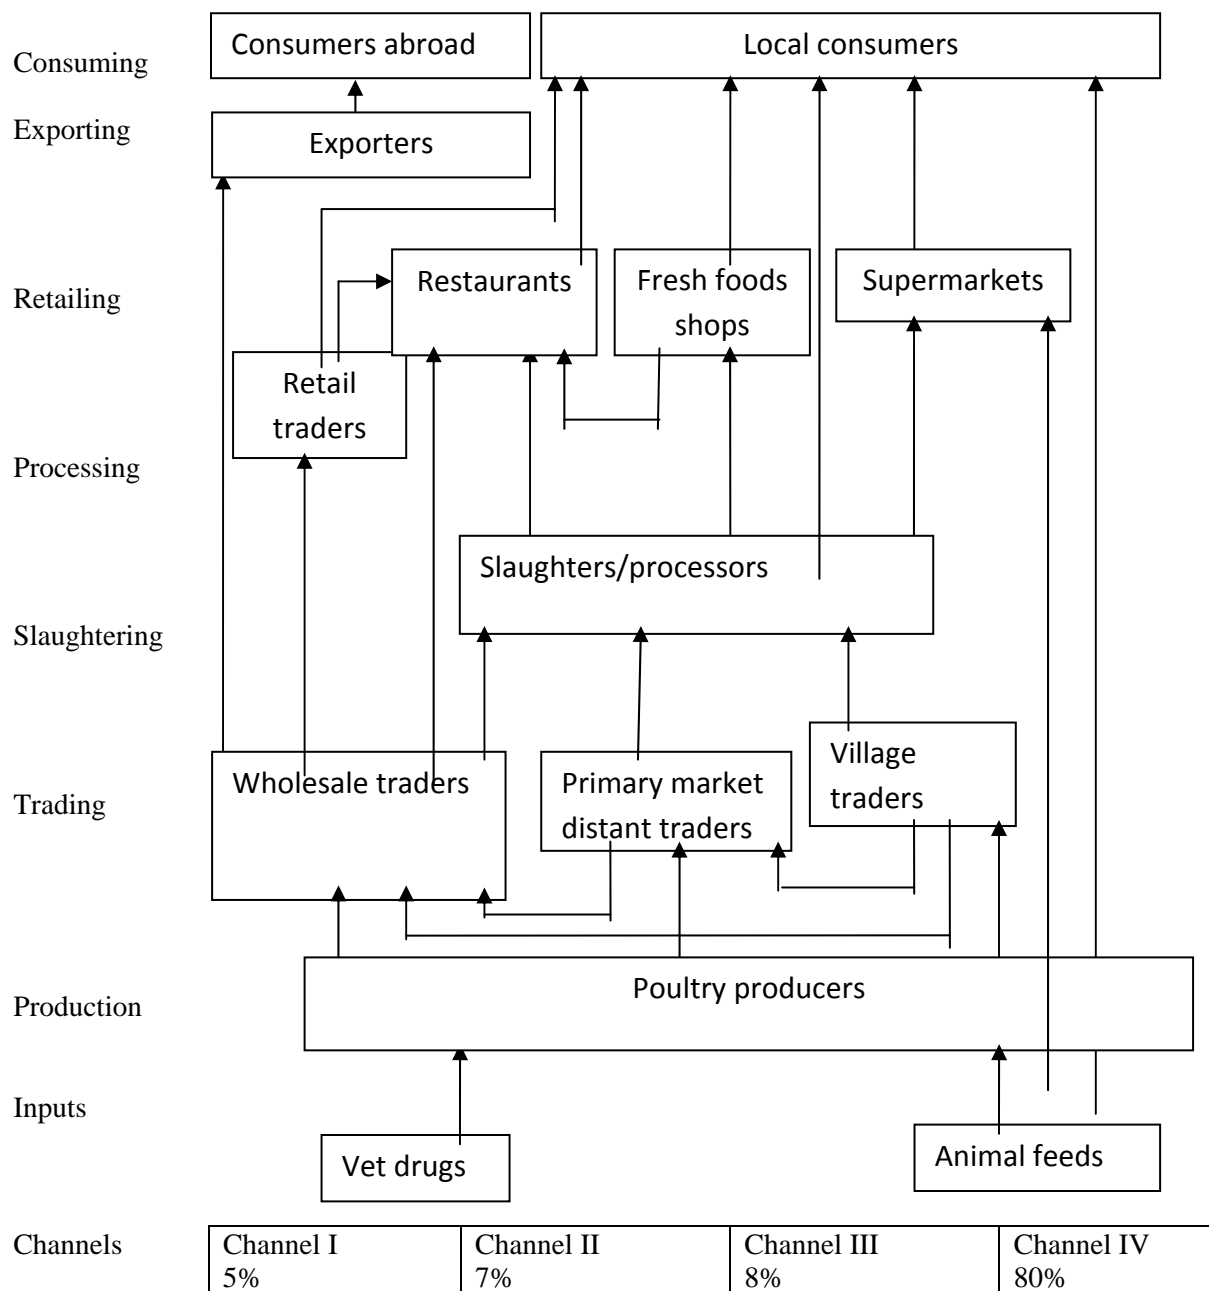 Consuming
Consumers abroad
Local consumers
Exporting
Exporters
Retailing
Restaurants
Fresh foods
shops
Supermarkets
Retail
traders
Processing
Slaughters/processors
Slaughtering
Trading
Wholesale traders
Primary market
distant traders
Village
traders
Production
Poultry producers
Inputs
Vet drugs
Animal feeds
Channels
Channel I
5%
Channel II
7%
Channel III
8%
Channel IV
80%